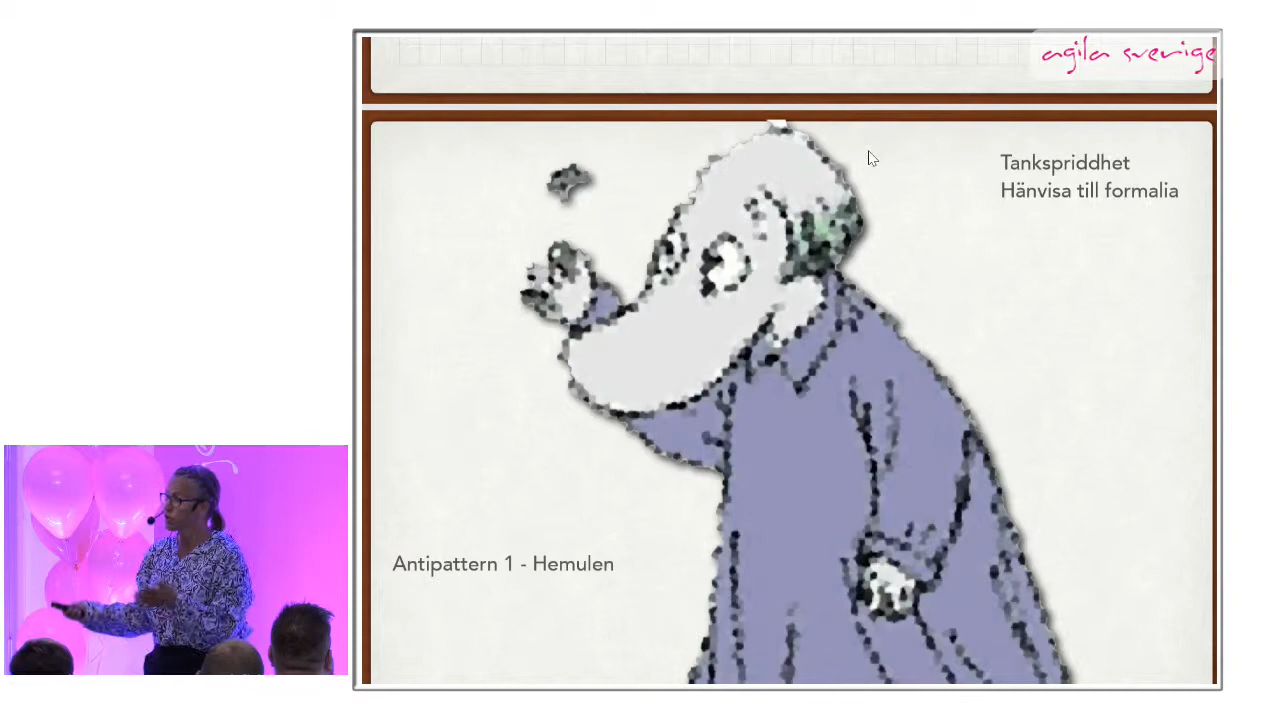 agila sverige
Tankspriddhet
Hänvisa till formalia
Antipattern 1 - Hemulen